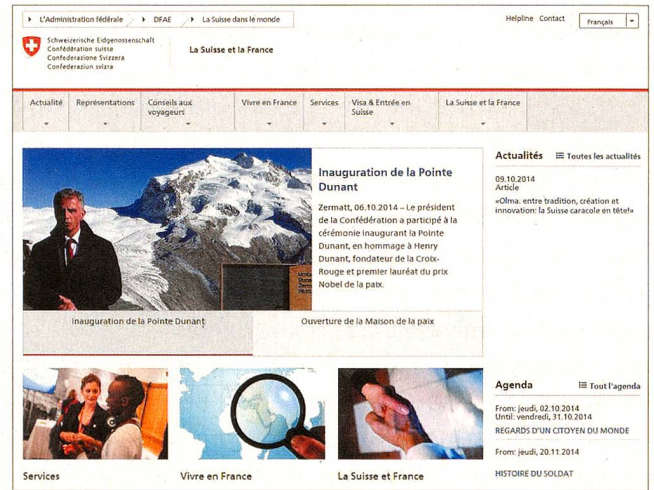 L'Administration fédérale
DFAE
La Suisse dans le monde
Helpline Contact
Français
Schweizerische Eidgenossenschaft
Confédération suisse
Confederazione Svizzera
Confederaziun svizra
La Suisse et la France
Actualité
Représentations
Conseils aux
voyageurs
Vivre en France
Services
Visa & Entrée en
Suisse
La Suisse et la France
Inauguration de la Pointe
Dunant
Zermatt, 06.10.2014 – Le président
de la Confédération a participé à la
cérémonie inaugurant la Pointe
Dunant, en hommage à Henry
Dunant, fondateur de la Croix-
Rouge et premier lauréat du prix
Nobel de la paix.
Inauguration de la Pointe Dunant
Ouverture de la Maison de la paix
Actualités
Toutes les actualités
09.10.2014
Article
«Olma: entre tradition, création et
innovation: la Suisse caracole en tête!»
Services
Vivre en France
La Suisse et la France
Agenda
Tout l'agenda
From: jeudi, 02.10.2014
Until: vendredi, 31.10.2014
REGARDS D'UN CITOYEN DU MONDE
From: jeudi, 20.11.2014
HISTOIRE DU SOLDAT